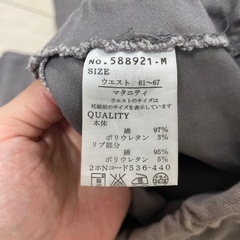 NO.588921-M
SIZE
ウエスト 61~67
マタニティ
ウエストのサイズは
妊娠前のサイズを表示しています
QUALITY
本体
綿 97%
ポリウレタン 3%
リブ部分
綿 95%
ポリウレタン 5%
2ホNコード536-440